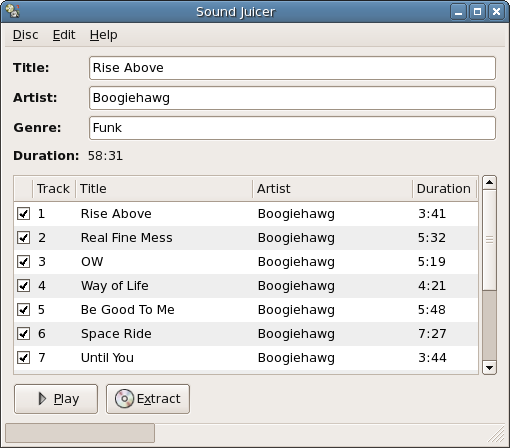 Sound Juicer
Disc Edit Help
Title: Rise Above
Artist: Boogiehawg
Genre: Funk
Duration: 58:31
Track Title Artist Duration
1 Rise Above Boogiehawg 3:41
2 Real Fine Mess Boogiehawg 5:32
3 OW Boogiehawg 5:19
4 Way of Life Boogiehawg 4:21
5 Be Good To Me Boogiehawg 5:48
6 Space Ride Boogiehawg 7:27
7 Until You Boogiehawg 3:44
Play Extract